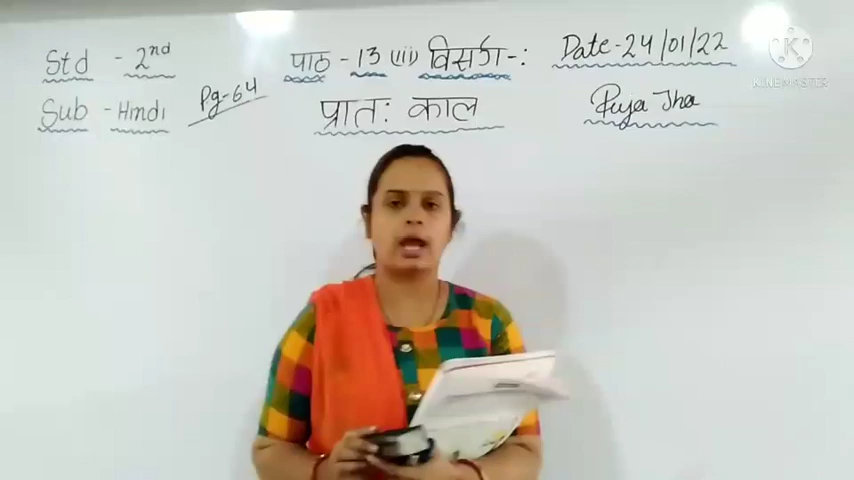 Std - 2nd पाठ - 13 (ii) विसर्ग -: Date - 24/01/22
Sub - Hindi Pg-64 प्रातः काल Puja Jha
KINEMASTER